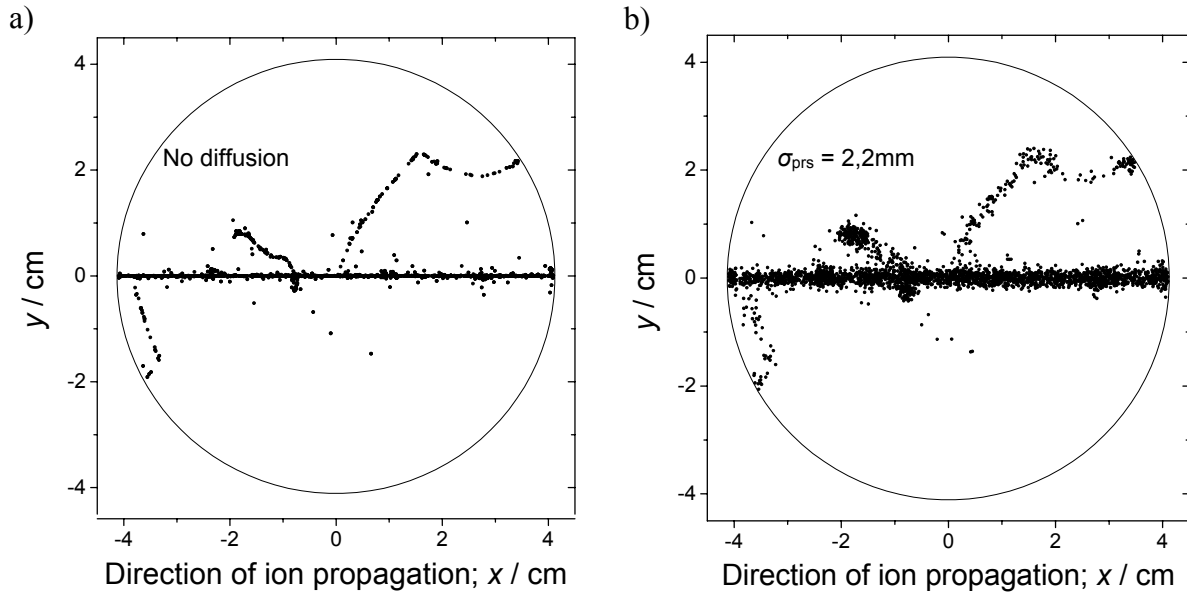 a)
No diffusion
y / cm
4
2
0
-2
-4
-4 -2 0 2 4
Direction of ion propagation; x / cm
b)
σprs = 2,2mm
y / cm
4
2
0
-2
-4
-4 -2 0 2 4
Direction of ion propagation; x / cm